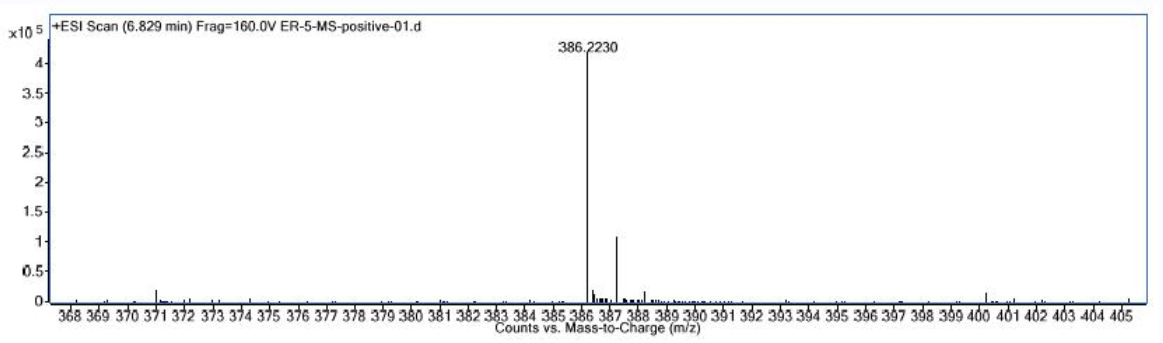 +ESI Scan (6.829 min) Frag=160.0V ER-5-MS-positive-01.d
x10 5
386.2230
4
3.5
3
2.5
2
1.5
1
0.5
0
368 369 370 371 372 373 374 375 376 377 378 379 380 381 382 383 384 385 386 387 388 389 390 391 392 393 394 395 396 397 398 399 400 401 402 403 404 405
Counts vs. Mass-to-Charge (m/z)